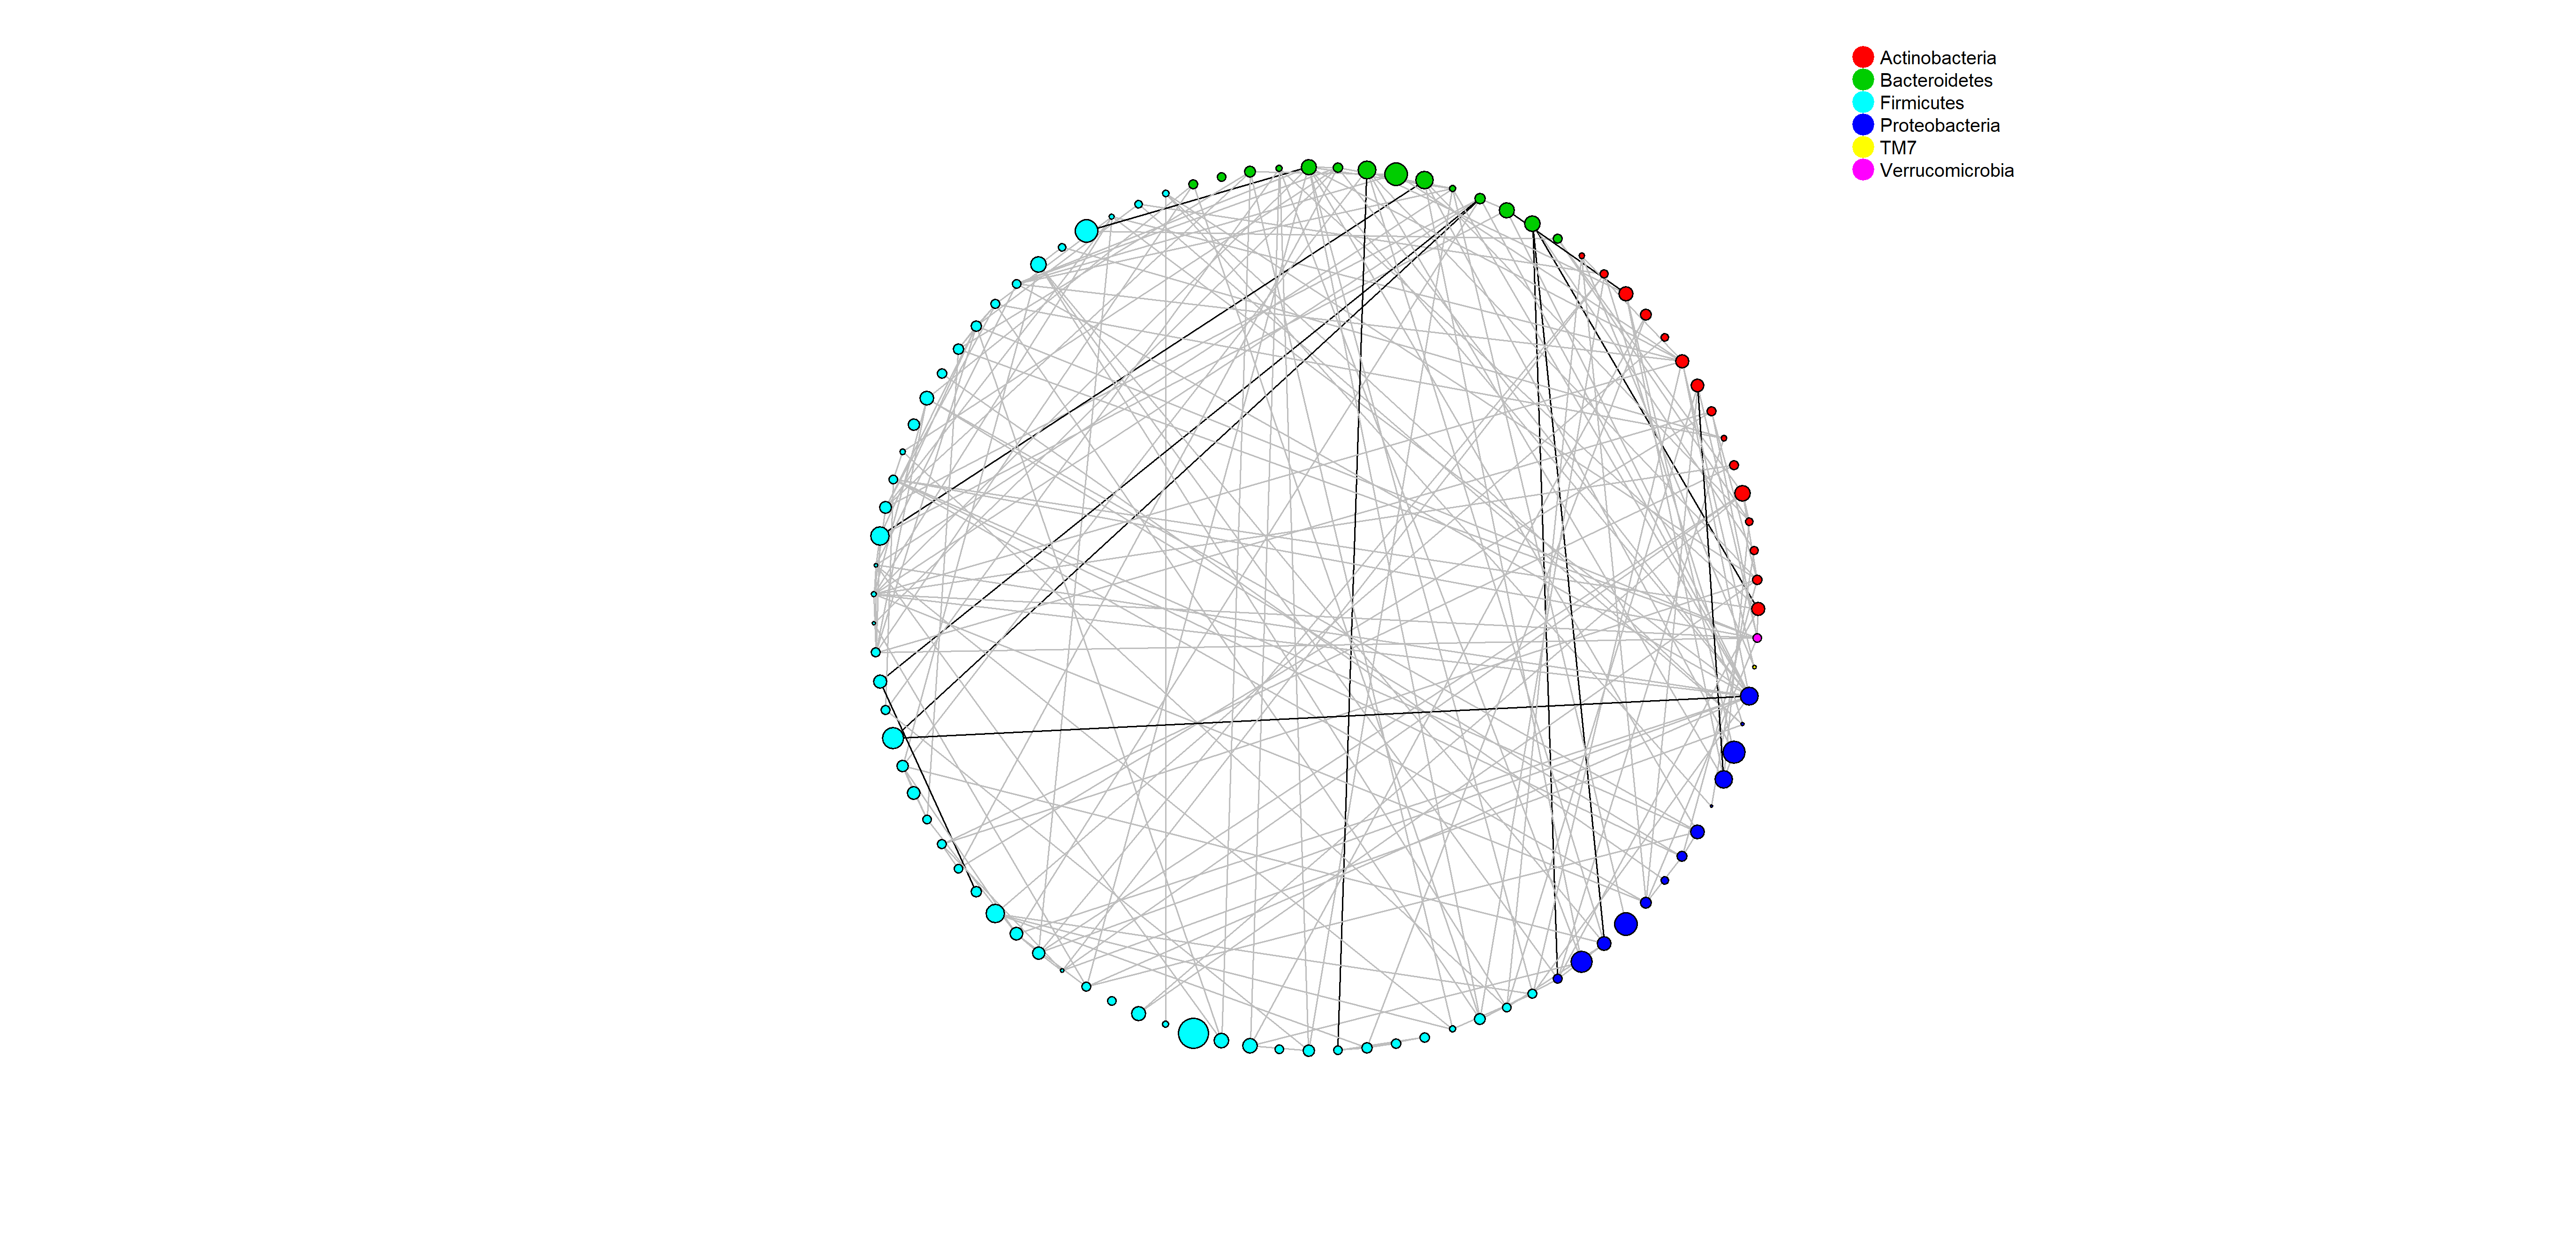 Actinobacteria
Bacteroidetes
Firmicutes
Proteobacteria
TM7
Verrucomicrobia